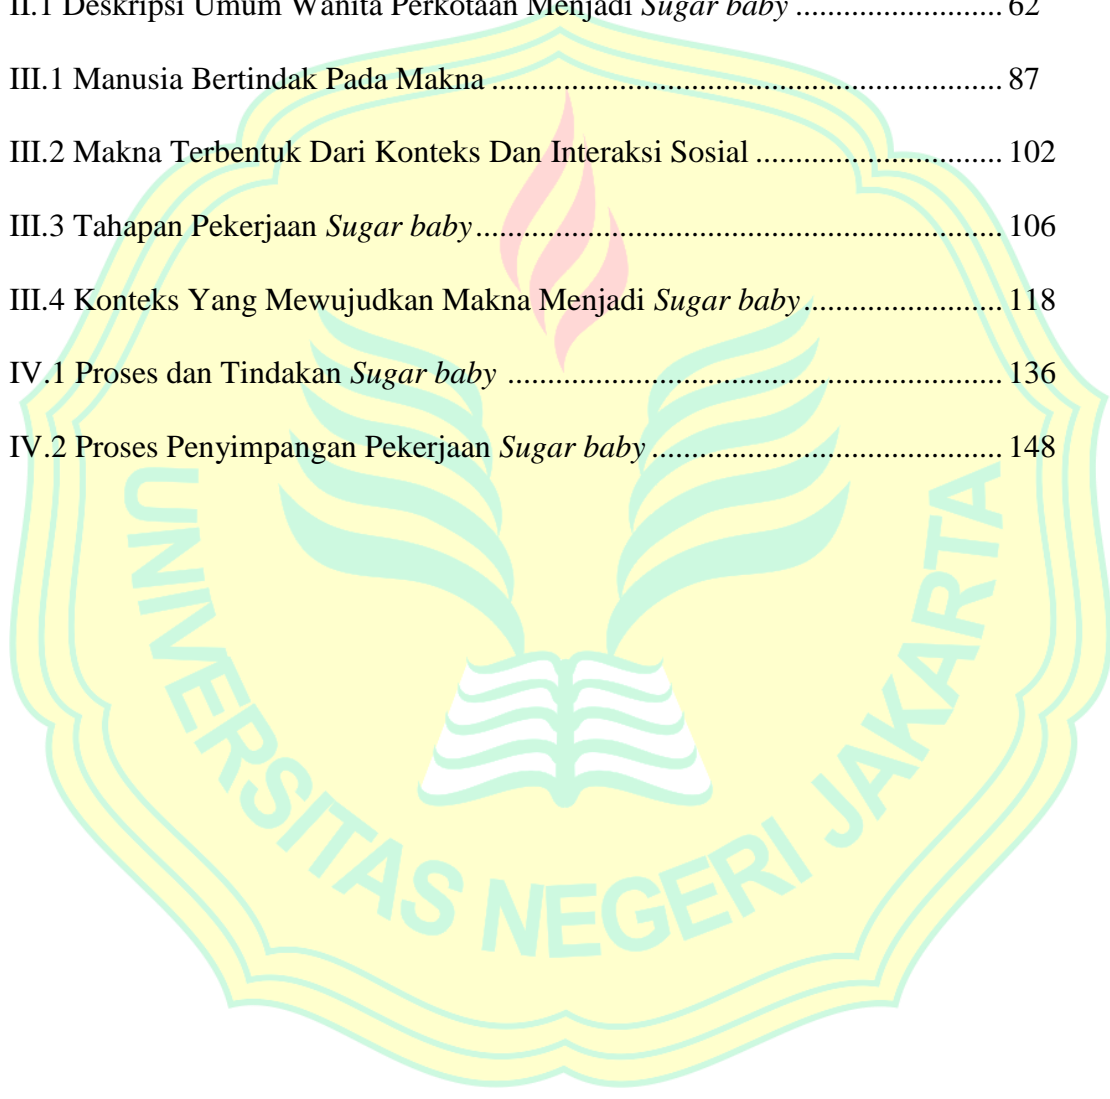 II.1 Deskripsi Umum Wanita Perkotaan Menjadi Sugar baby ......................... 62
III.1 Manusia Bertindak Pada Makna ................................................................ 87
III.2 Makna Terbentuk Dari Konteks Dan Interaksi Sosial .............................. 102
III.3 Tahapan Pekerjaan Sugar baby ................................................................. 106
III.4 Konteks Yang Mewujudkan Makna Menjadi Sugar baby ........................ 118
IV.1 Proses dan Tindakan Sugar baby .............................................................. 136
IV.2 Proses Penyimpangan Pekerjaan Sugar baby ........................................... 148
UNIVERSITAS NEGERI JAKARTA